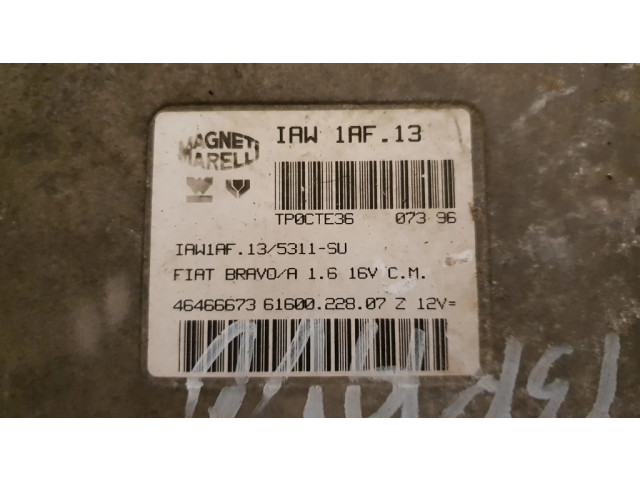 MAGNETI
MARELLI
IAW 1AF.13
TP0CTE36 073 96
IAW1AF.13/5311-SU
FIAT BRAVO/A 1.6 16V C.M.
46466673 61600.228.07 Z 12V=